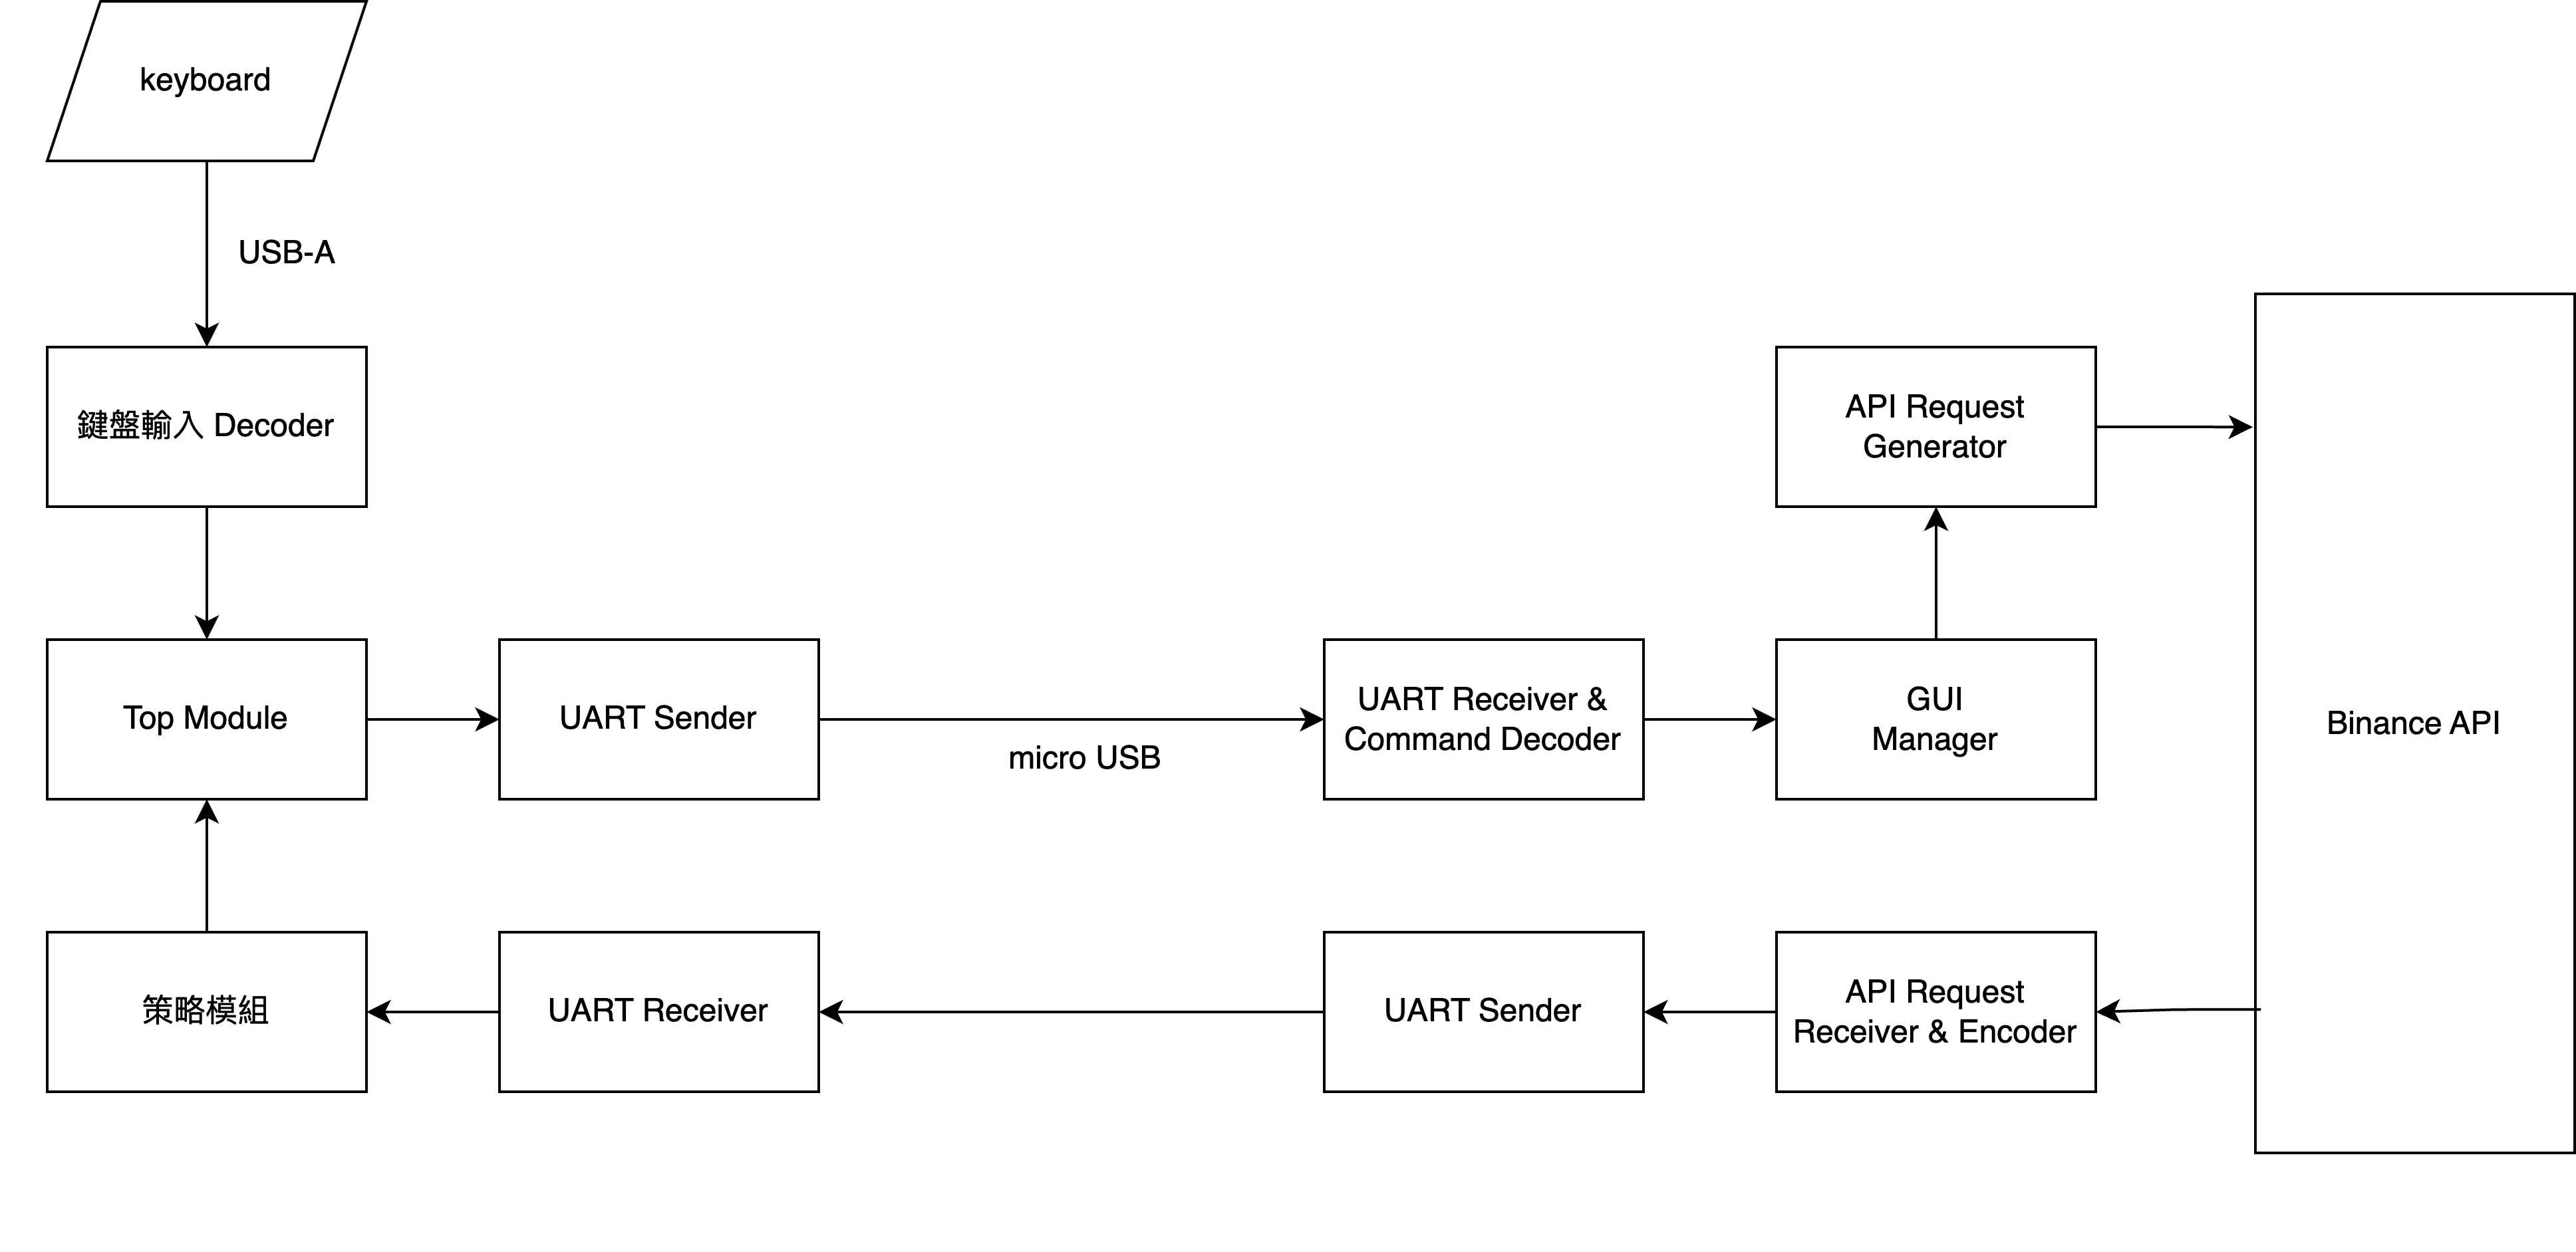 keyboard
USB-A
鍵盤輸入 Decoder
API Request
Generator
Top Module
UART Sender
micro USB
UART Receiver &
Command Decoder
GUI
Manager
Binance API
策略模組
UART Receiver
UART Sender
API Request
Receiver & Encoder